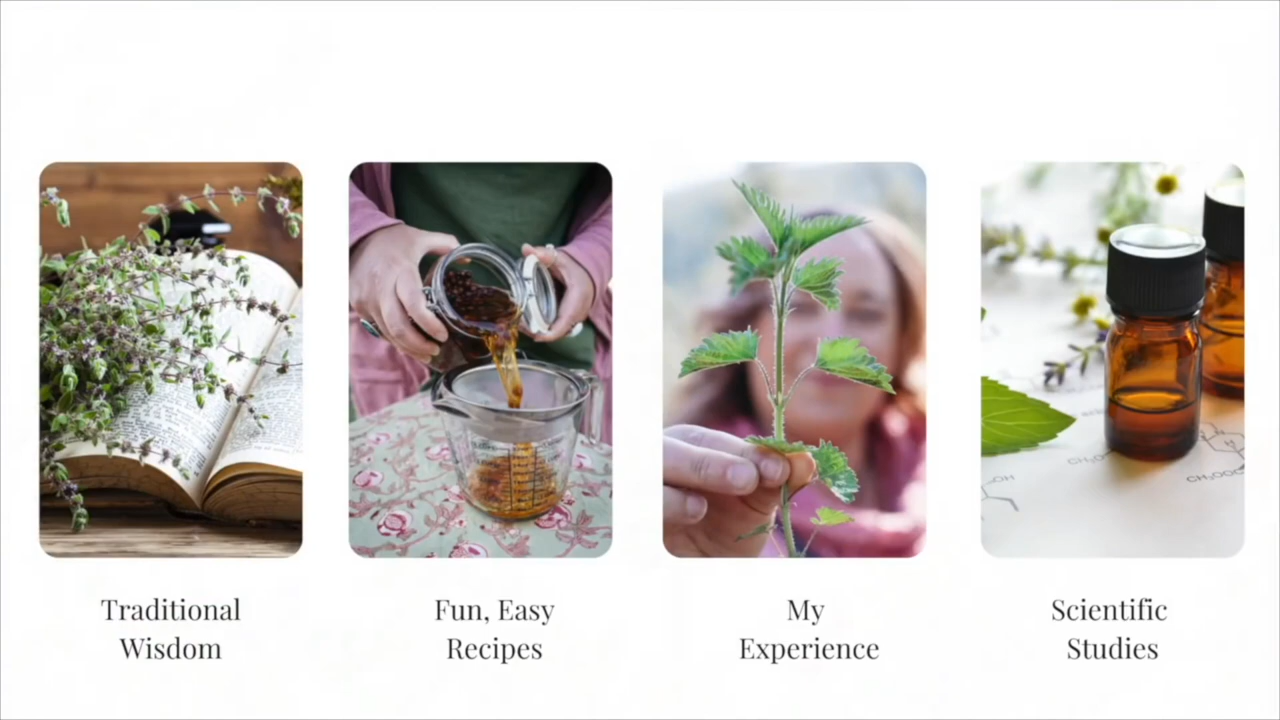 Traditional
Wisdom
Fun, Easy
Recipes
My
Experience
Scientific
Studies